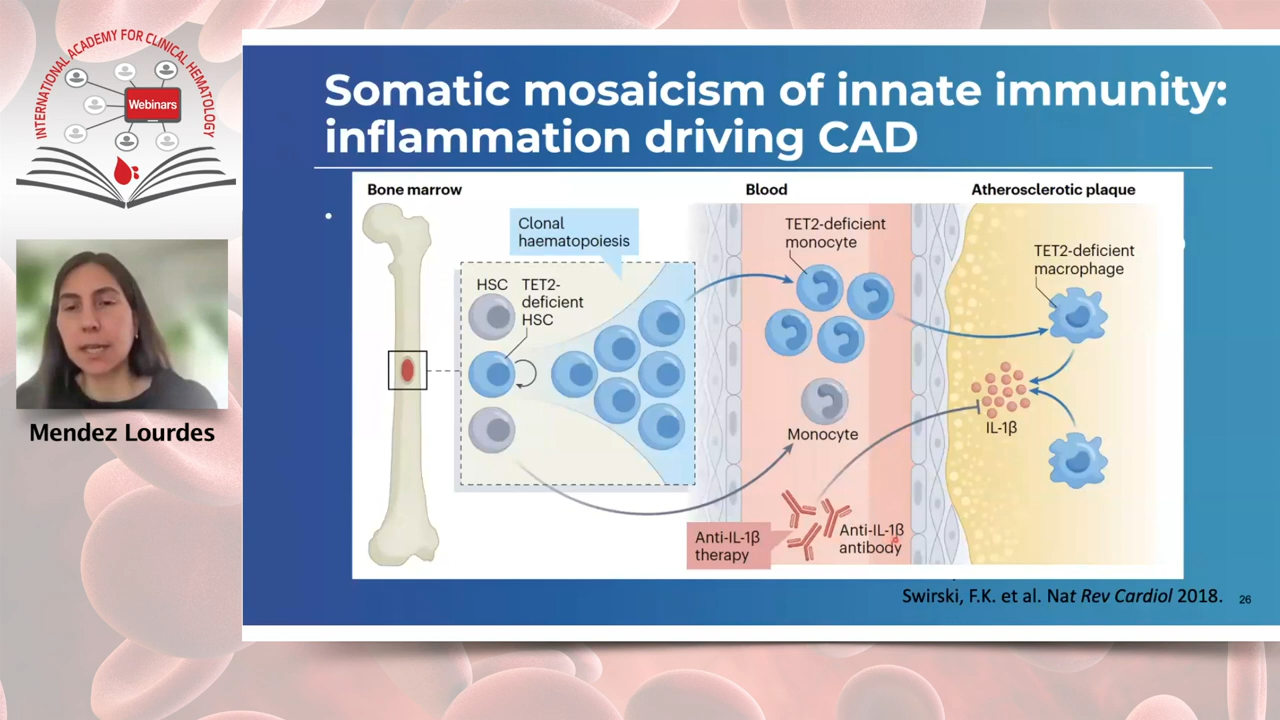 INTERNATIONAL ACADEMY FOR CLINICAL HEMATOLOGY
Webinars
Mendez Lourdes
Somatic mosaicism of innate immunity:
inflammation driving CAD
Bone marrow
Blood
Atherosclerotic plaque
Clonal
haematopoiesis
HSC
TET2-
deficient
HSC
TET2-deficient
monocyte
TET2-deficient
macrophage
Monocyte
IL-1β
Anti-IL-1β
therapy
Anti-IL-1β
antibody
Swirski, F.K. et al. Nat Rev Cardiol 2018.
26